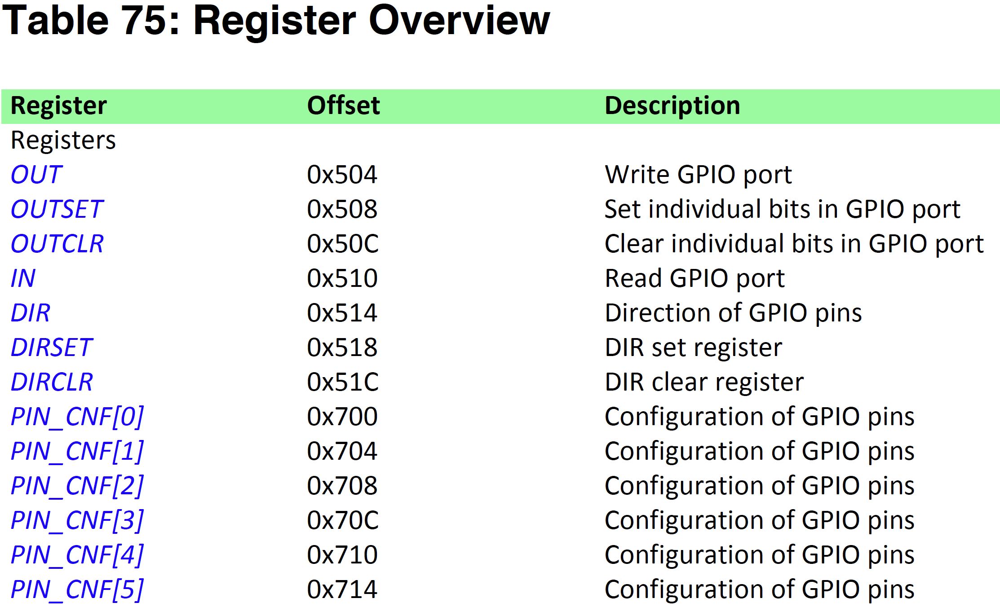 Table 75: Register Overview
Register Offset Description
Registers
OUT 0x504 Write GPIO port
OUTSET 0x508 Set individual bits in GPIO port
OUTCLR 0x50C Clear individual bits in GPIO port
IN 0x510 Read GPIO port
DIR 0x514 Direction of GPIO pins
DIRSET 0x518 DIR set register
DIRCLR 0x51C DIR clear register
PIN_CNF[0] 0x700 Configuration of GPIO pins
PIN_CNF[1] 0x704 Configuration of GPIO pins
PIN_CNF[2] 0x708 Configuration of GPIO pins
PIN_CNF[3] 0x70C Configuration of GPIO pins
PIN_CNF[4] 0x710 Configuration of GPIO pins
PIN_CNF[5] 0x714 Configuration of GPIO pins